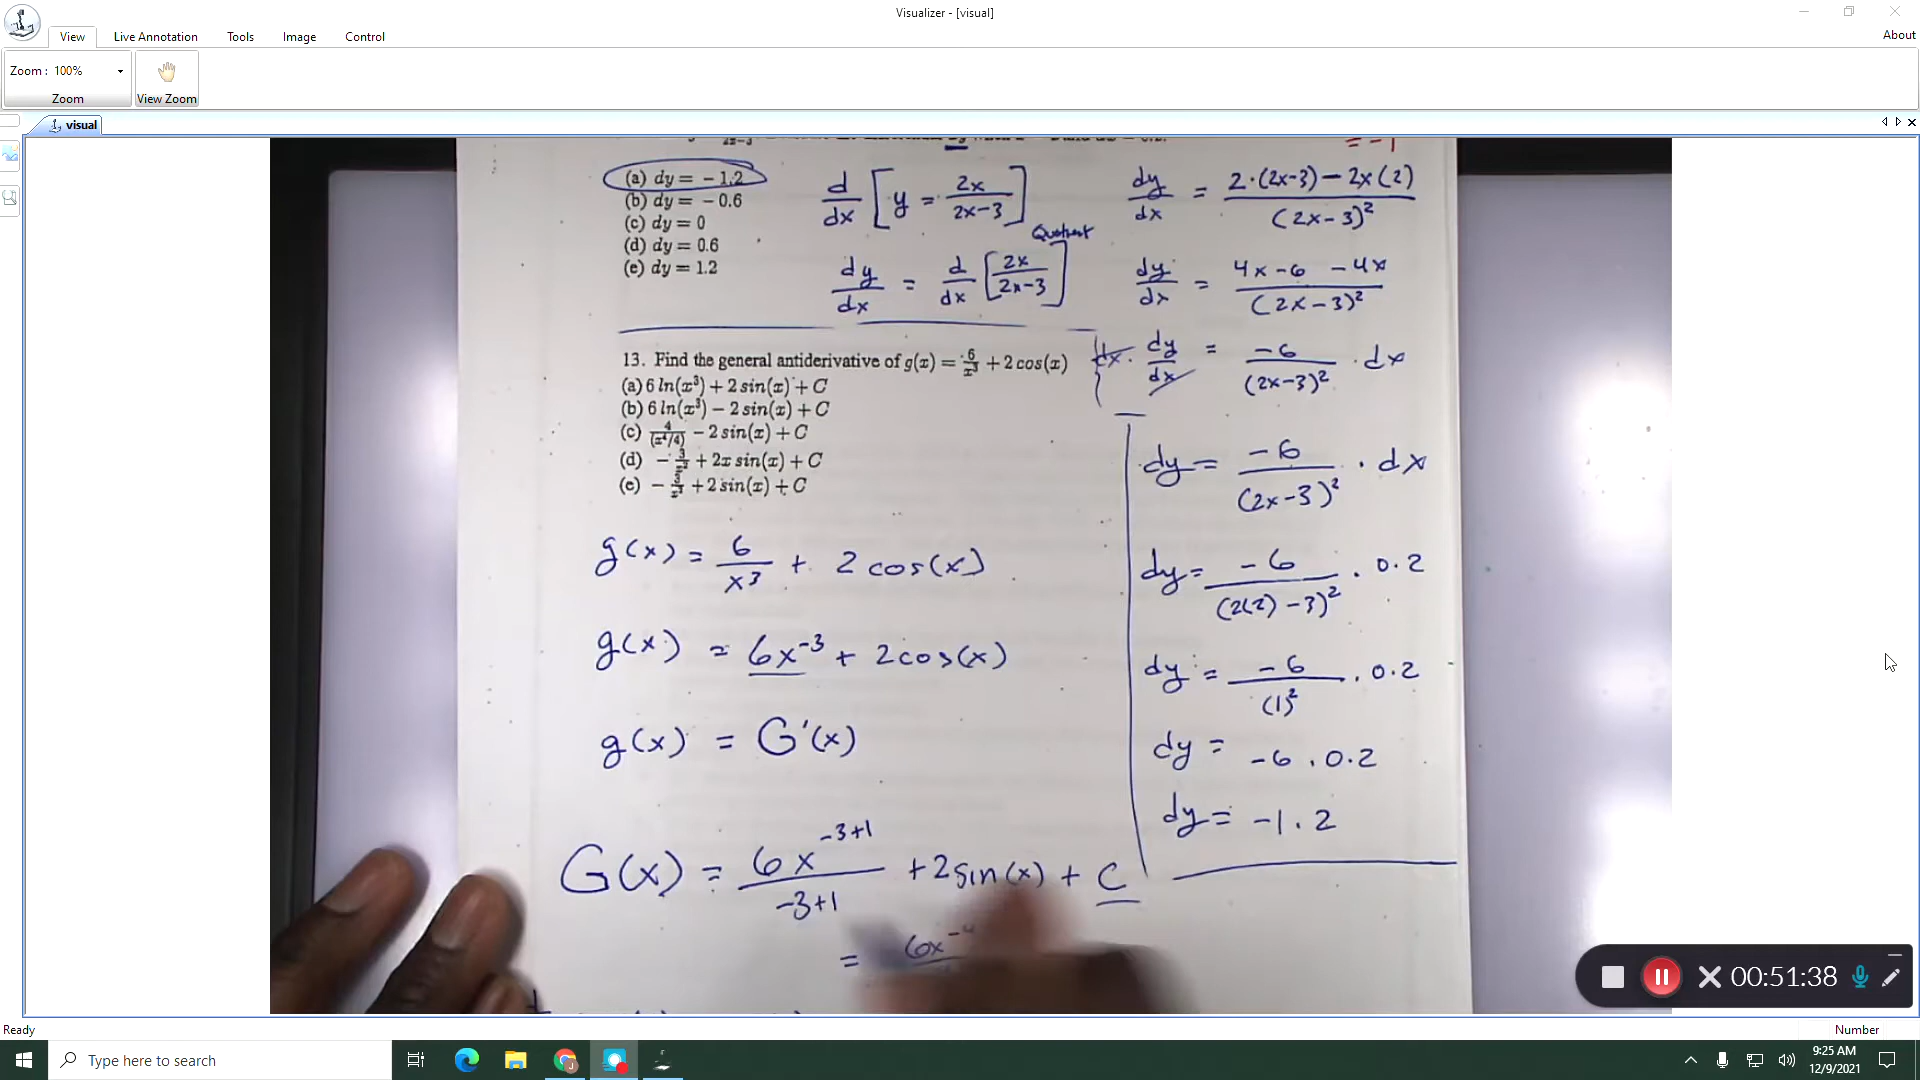 Visualizer - [visual]
View Live Annotation Tools Image Control About
Zoom : 100%
Zoom View Zoom
visual
= -1
(a) dy = -1.2
(b) dy = -0.6
(c) dy = 0
(d) dy = 0.6
(e) dy = 1.2
d/dx [y = 2x/(2x-3)]
Quotient
dy/dx = d/dx [2x/(2x-3)]
dy/dx = (2·(2x-3) - 2x(2))/(2x-3)²
dy/dx = (4x-6 -4x)/(2x-3)²
dx · dy/dx = -6/(2x-3)² · dx
13. Find the general antiderivative of g(x) = 6/x³ + 2 cos(x)
(a) 6 ln(x³) + 2 sin(x) + C
(b) 6 ln(x³) - 2 sin(x) + C
(c) 4/(x⁴/4) - 2 sin(x) + C
(d) -3/x² + 2x sin(x) + C
(e) + 2 sin(x) + C
g(x) = 6/x³ + 2 cos(x)
g(x) = 6x⁻³ + 2cos(x)
g(x) = G'(x)
G(x) = 6x^(-3+1)/(-3+1) + 2sin(x) + C
= 6x
dy = -6/(2x-3)² · dx
dy = -6/(2(2)-3)² · 0.2
dy = -6/(1)² · 0.2
dy = -6 · 0.2
dy = -1.2
00:51:38
Ready Number
Type here to search
9:25 AM
12/9/2021